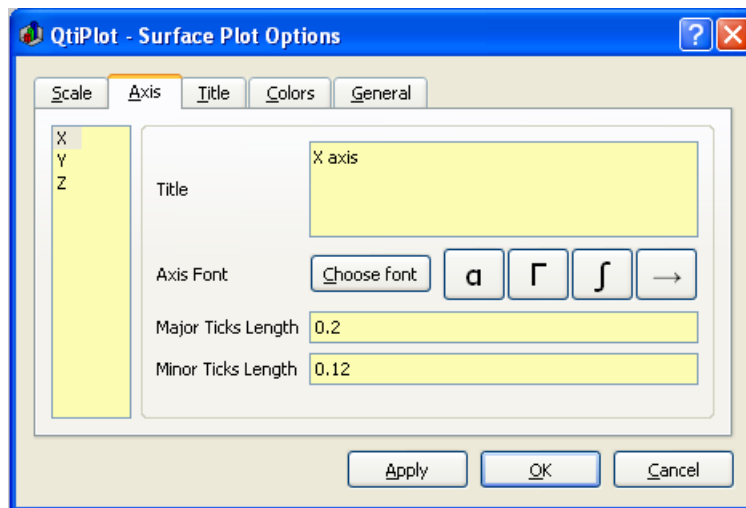 QtiPlot - Surface Plot Options
?
Scale Axis Title Colors General
X
Y
Z
Title
X axis
Axis Font Choose font α Γ ∫ →
Major Ticks Length 0.2
Minor Ticks Length 0.12
Apply OK Cancel